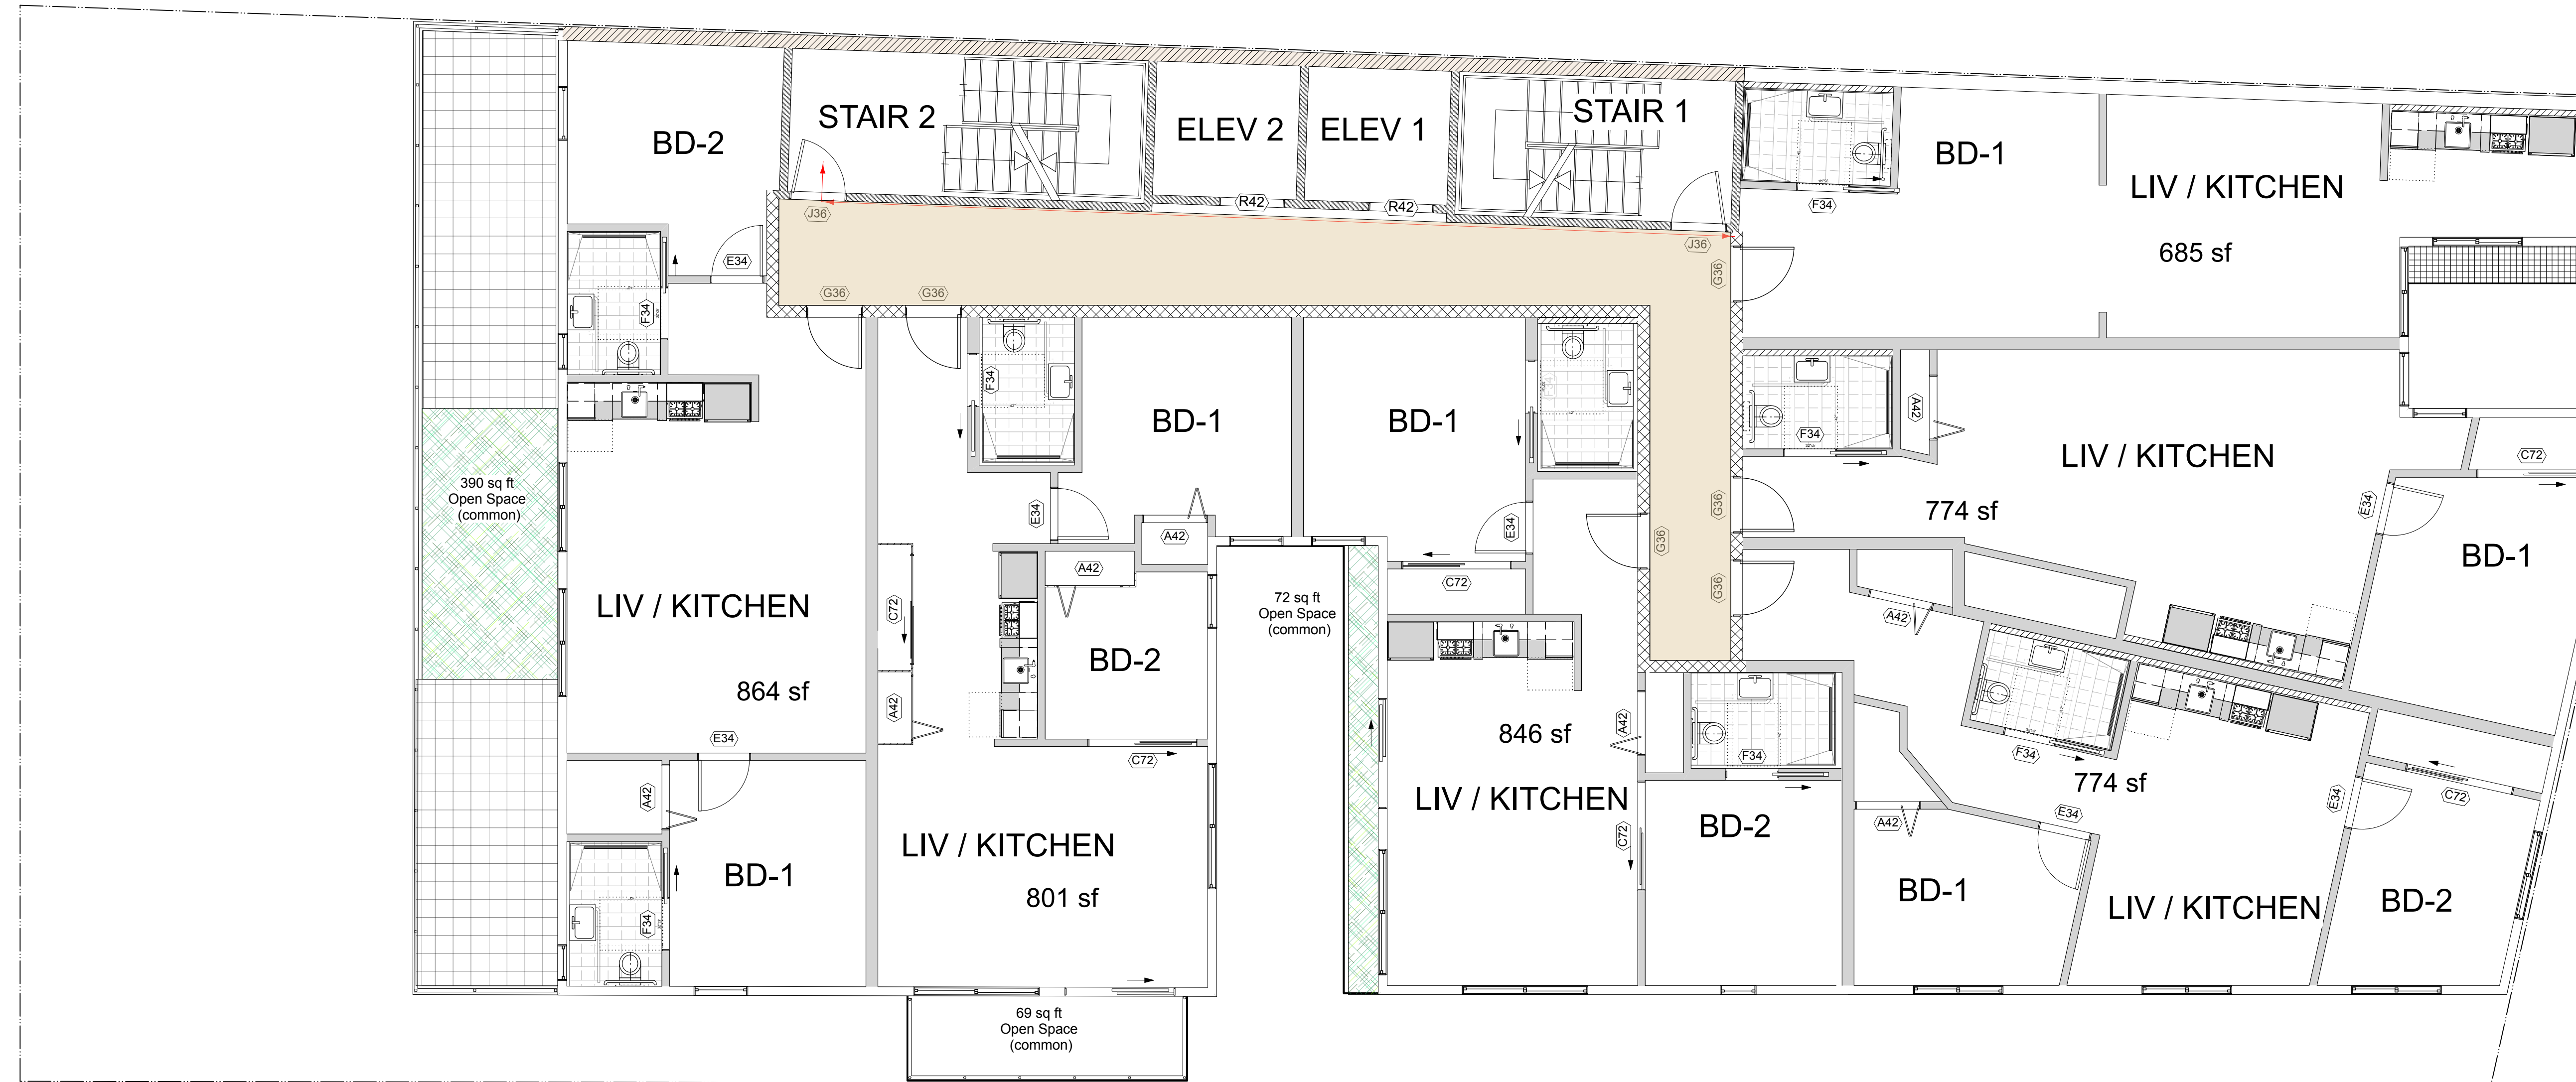 STAIR 2
ELEV 2
ELEV 1
STAIR 1
BD-2
BD-1
LIV / KITCHEN
685 sf
R42
R42
F34
J36
J36
E34
G36
G36
G36
F34
F34
BD-1
BD-1
A42
F34
LIV / KITCHEN
774 sf
C72
E34
BD-1
390 sq ft
Open Space
(common)
E34
E34
G36
G36
G36
A42
A42
C72
C72
72 sq ft
Open Space
(common)
LIV / KITCHEN
864 sf
BD-2
A42
A42
846 sf
A42
F34
F34
774 sf
E34
C72
C72
E34
E34
A42
LIV / KITCHEN
C72
BD-2
A42
BD-1
F34
LIV / KITCHEN
801 sf
BD-1
LIV / KITCHEN
BD-2
69 sq ft
Open Space
(common)